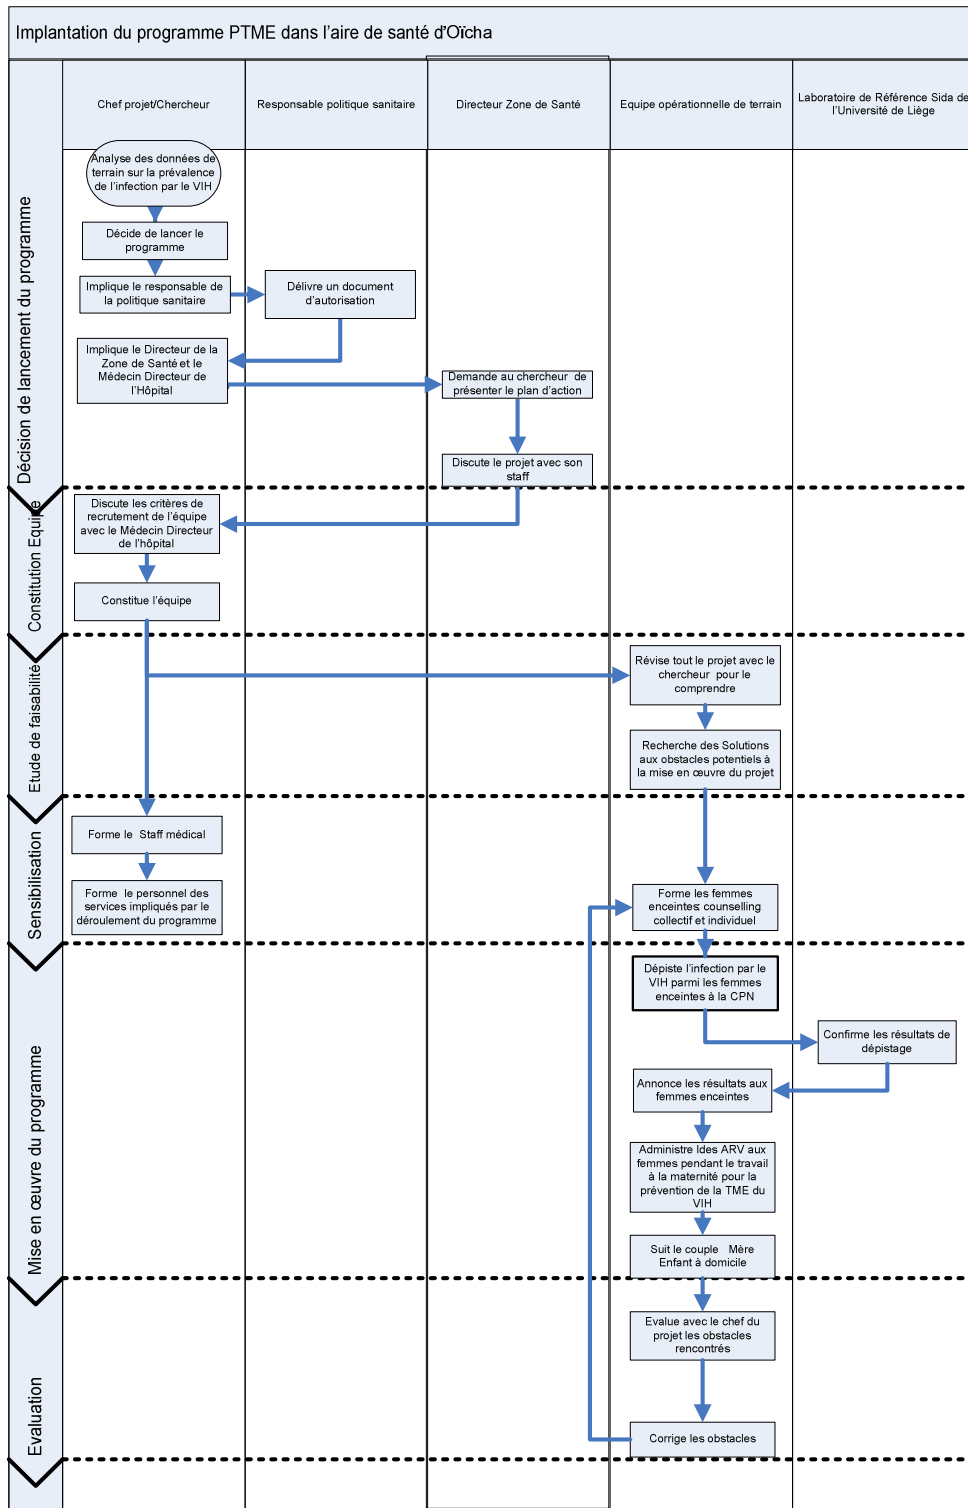 Implantation du programme PTME dans l'aire de santé d'Oïcha
Chef projet/Chercheur
Responsable politique sanitaire
Directeur Zone de Santé
Equipe opérationnelle de terrain
Laboratoire de Référence Sida de
l'Université de Liège
Décision de lancement du programme
Analyse des données de
terrain sur la prévalence
de l'infection par le VIH
Décide de lancer le
programme
Implique le responsable de
la politique sanitaire
Délivre un document
d'autorisation
Implique le Directeur de la
Zone de Santé et le
Médecin Directeur de
l'Hôpital
Demande au chercheur de
présenter le plan d'action
Discute le projet avec son
staff
Constitution Equipe
Discute les critères de
recrutement de l'équipe
avec le Médecin Directeur
de l'hôpital
Constitue l'équipe
Etude de faisabilité
Révise tout le projet avec le
chercheur pour le
comprendre
Recherche des Solutions
aux obstacles potentiels à
la mise en œuvre du projet
Sensibilisation
Forme le Staff médical
Forme le personnel des
services impliqués par le
déroulement du programme
Forme les femmes
enceintes: counselling
collectif et individuel
Mise en œuvre du programme
Dépiste l'infection par le
VIH parmi les femmes
enceintes à la CPN
Confirme les résultats de
dépistage
Annonce les résultats aux
femmes enceintes
Administre ldes ARV aux
femmes pendant le travail
à la maternité pour la
prévention de la TME du
VIH
Suit le couple Mère
Enfant à domicile
Evaluation
Evalue avec le chef du
projet les obstacles
rencontrés
Corrige les obstacles